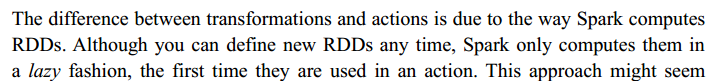 The difference between transformations and actions is due to the way Spark computes
RDDs. Although you can define new RDDs any time, Spark only computes them in
a lazy fashion, the first time they are used in an action. This approach might seem